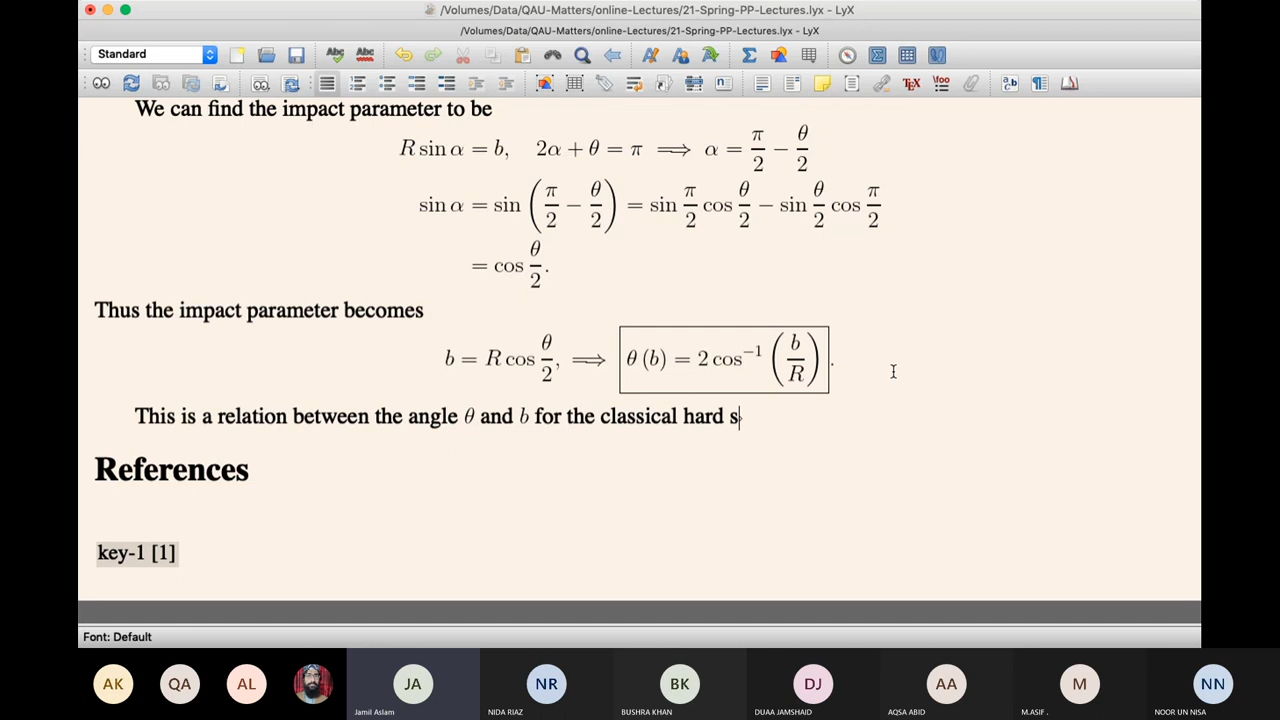 /Volumes/Data/QAU-Matters/online-Lectures/21-Spring-PP-Lectures.lyx - LyX
/Volumes/Data/QAU-Matters/online-Lectures/21-Spring-PP-Lectures.lyx - LyX
Standard
We can find the impact parameter to be
R sin α = b, 2α + θ = π ⟹ α = π/2 − θ/2
sin α = sin (π/2 − θ/2) = sin π/2 cos θ/2 − sin θ/2 cos π/2
= cos θ/2.
Thus the impact parameter becomes
b = R cos θ/2, ⟹ θ (b) = 2 cos⁻¹ (b/R).
This is a relation between the angle θ and b for the classical hard s
References
key-1 [1]
Font: Default
AK QA AL JA NR BK DJ AA M NN
Jamil Aslam NIDA RIAZ BUSHRA KHAN DUAA JAMSHAID AQSA ABID M.ASIF . NOOR UN NISA